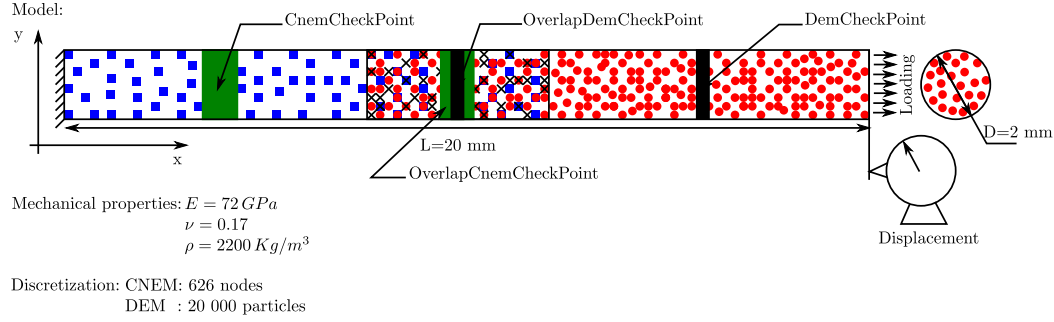 Model:
y
CnemCheckPoint
OverlapDemCheckPoint
DemCheckPoint
Loading
D=2 mm
L=20 mm
x
OverlapCnemCheckPoint
Displacement
Mechanical properties: E = 72 GPa
ν = 0.17
ρ = 2200 Kg/m³
Discretization: CNEM: 626 nodes
DEM : 20 000 particles